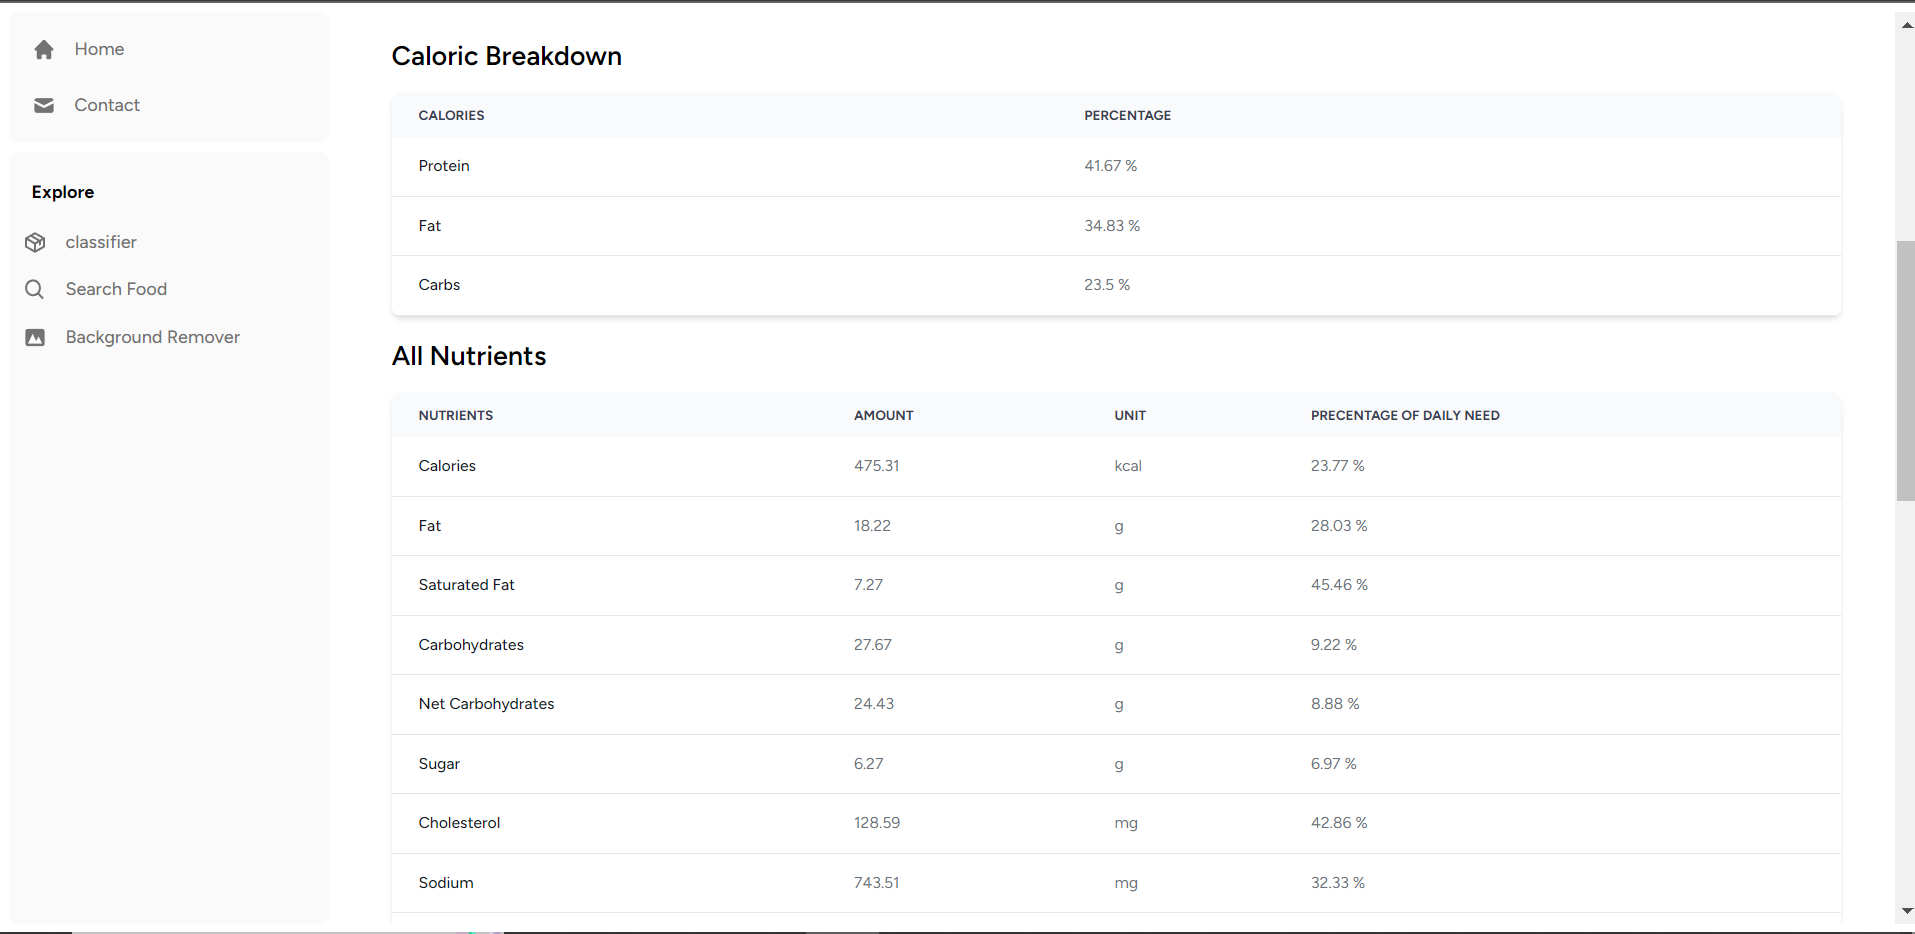 Home
Contact
Explore
classifier
Search Food
Background Remover
Caloric Breakdown
CALORIES PERCENTAGE
Protein 41.67 %
Fat 34.83 %
Carbs 23.5 %
All Nutrients
NUTRIENTS AMOUNT UNIT PRECENTAGE OF DAILY NEED
Calories 475.31 kcal 23.77 %
Fat 18.22 g 28.03 %
Saturated Fat 7.27 g 45.46 %
Carbohydrates 27.67 g 9.22 %
Net Carbohydrates 24.43 g 8.88 %
Sugar 6.27 g 6.97 %
Cholesterol 128.59 mg 42.86 %
Sodium 743.51 mg 32.33 %